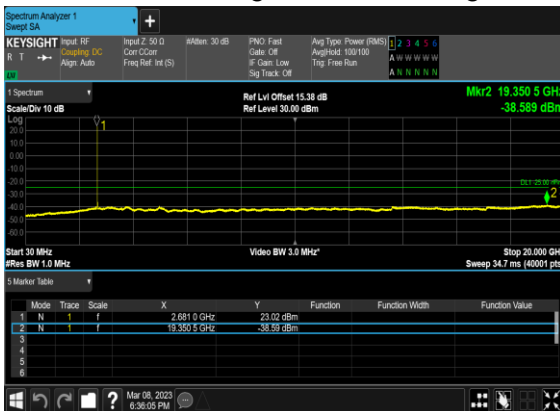 Spectrum Analyzer 1
Swept SA
KEYSIGHT Input: RF Input Z: 50 Ω #Atten: 30 dB PNO: Fast Avg Type: Power (RMS) 1 2 3 4 5 6
R T Coupling: DC Corr CCorr Gate: Off Avg|Hold: 100/100 A W W W W W
Align: Auto Freq Ref: Int (S) IF Gain: Low Trig: Free Run
Sig Track: Off A N N N N N
LV
1 Spectrum Ref Lvl Offset 15.38 dB Mkr2 19.350 5 GHz
Scale/Div 10 dB Ref Level 30.00 dBm -38.589 dBm
Log
1
20.0
10.0
0.00
-10.0
-20.0
-30.0
2
-40.0
-50.0
-60.0
Start 30 MHz Video BW 3.0 MHz* Stop 20.000 GHz
#Res BW 1.0 MHz Sweep 34.7 ms (40001 pts)
5 Marker Table
Mode Trace Scale X Y Function Function Width Function Value
1 N 1 f 2.681 0 GHz 23.02 dBm
2 N 1 f 19.350 5 GHz -38.59 dBm
3
4
5
6
? Mar 08, 2023
6:36:05 PM